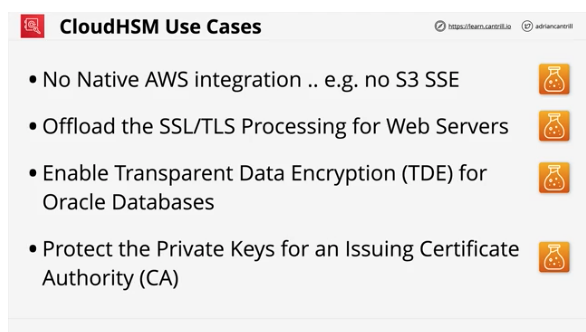 CloudHSM Use Cases
https://learn.cantrill.io
adriancantrill
• No Native AWS integration .. e.g. no S3 SSE
• Offload the SSL/TLS Processing for Web Servers
• Enable Transparent Data Encryption (TDE) for
Oracle Databases
• Protect the Private Keys for an Issuing Certificate
Authority (CA)